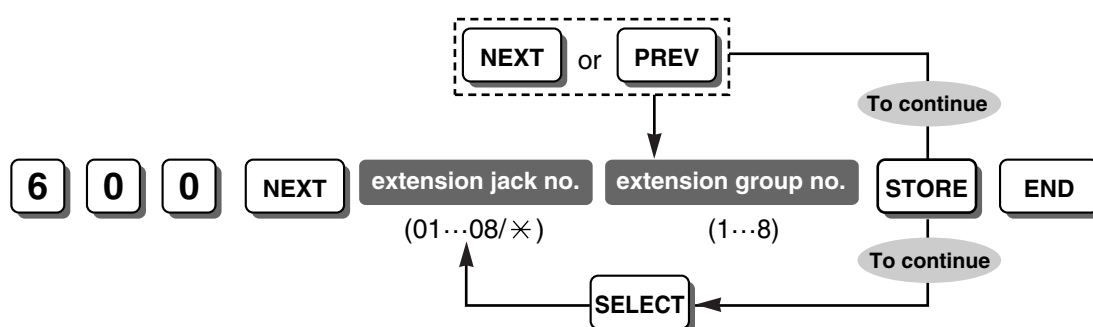 NEXT or PREV
To continue
6 0 0 NEXT extension jack no. extension group no. STORE END
(01···08/✳) (1···8)
To continue
SELECT